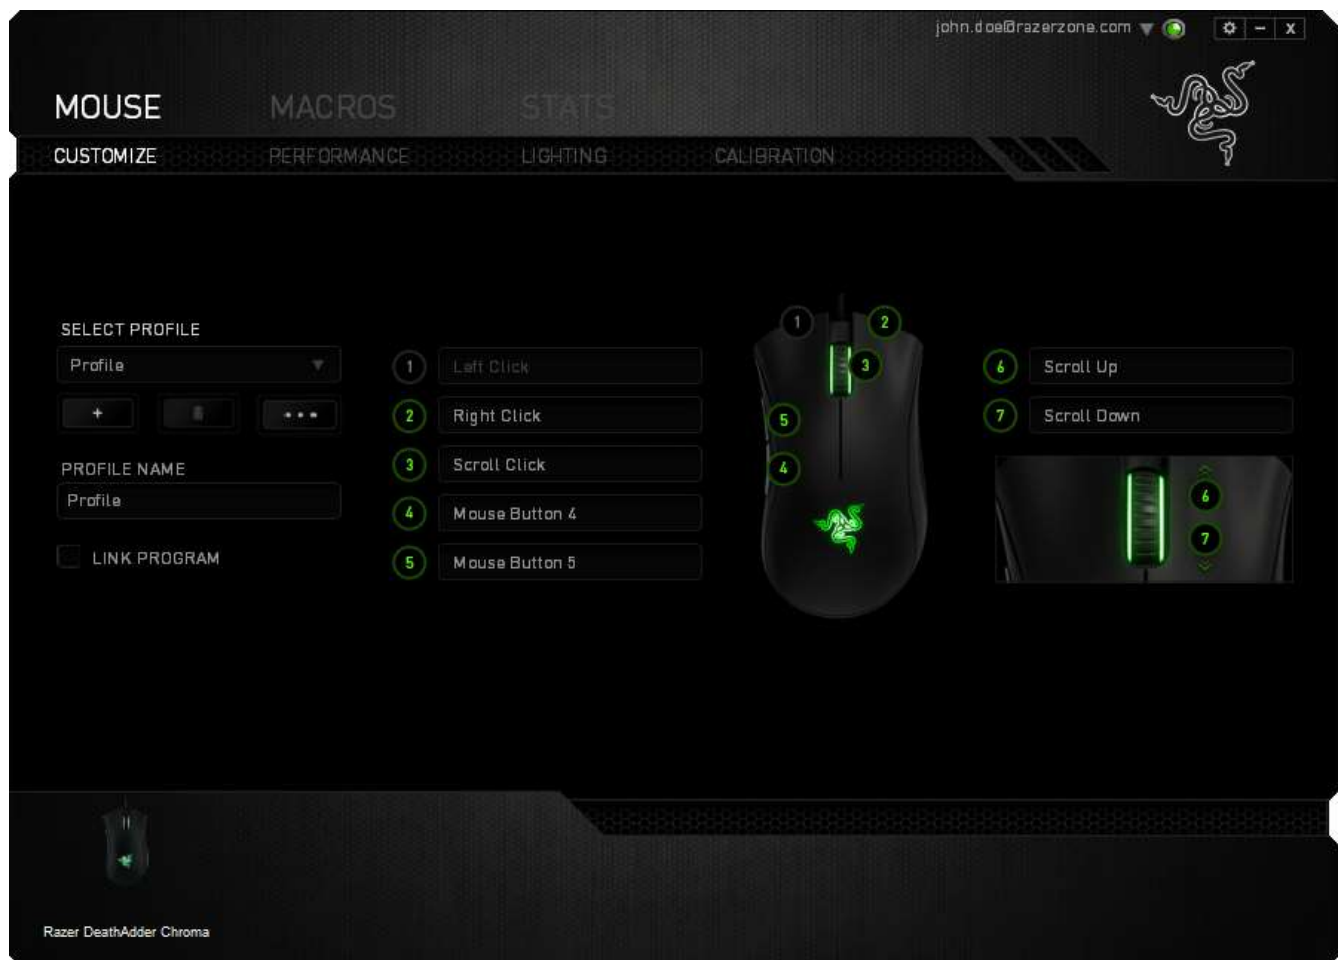 john.doe@razerzone.com
MOUSE MACROS STATS
CUSTOMIZE PERFORMANCE LIGHTING CALIBRATION
SELECT PROFILE
Profile
+
PROFILE NAME
Profile
LINK PROGRAM
1 Left Click
2 Right Click
3 Scroll Click
4 Mouse Button 4
5 Mouse Button 5
1 2
3
5
4
6 Scroll Up
7 Scroll Down
6
7
Razer DeathAdder Chroma